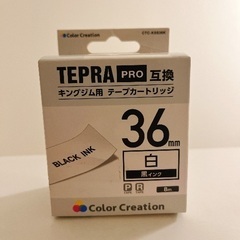 Color Creation
TEPRA PRO 互換
キングジム用 テープカートリッジ
36mm
BLACK INK
白
黒インク
8m
Color Creation